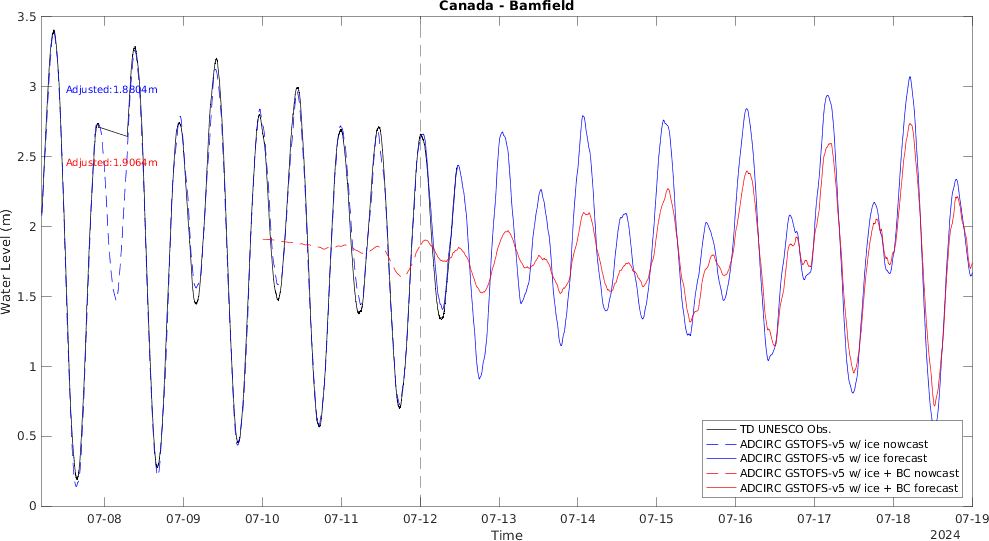 Canada - Bamfield
3.5
3
2.5
2
1.5
1
0.5
0
Water Level (m)
Adjusted:1.8804m
Adjusted:1.9064m
TD UNESCO Obs.
ADCIRC GSTOFS-v5 w/ ice nowcast
ADCIRC GSTOFS-v5 w/ ice forecast
ADCIRC GSTOFS-v5 w/ ice + BC nowcast
ADCIRC GSTOFS-v5 w/ ice + BC forecast
07-08 07-09 07-10 07-11 07-12 07-13 07-14 07-15 07-16 07-17 07-18 07-19
Time
2024